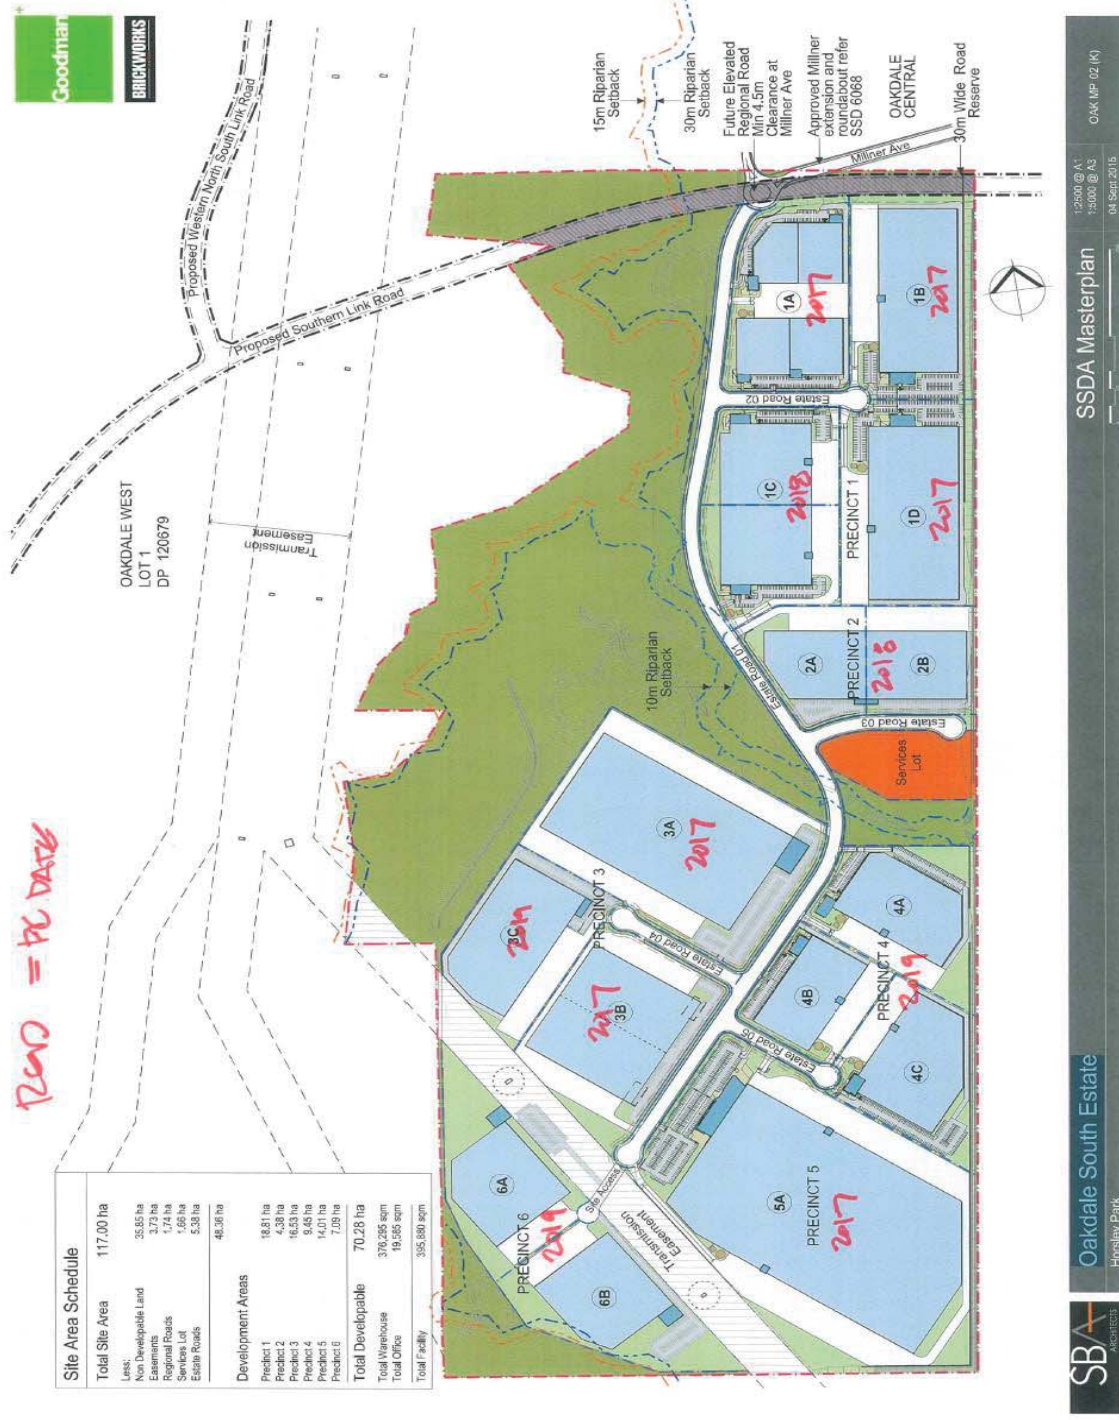 Goodman
BRICKWORKS
RED = PC DATE
Site Area Schedule
Total Site Area 117.00 ha
Less:
Non Developable Land 35.85 ha
Easements 3.73 ha
Regional Roads 1.74 ha
Services Lot 1.66 ha
Estate Roads 5.38 ha
48.36 ha
Development Areas
Precinct 1 18.81 ha
Precinct 2 4.38 ha
Precinct 3 16.53 ha
Precinct 4 9.45 ha
Precinct 5 14.01 ha
Precinct 6 7.09 ha
Total Developable 70.28 ha
Total Warehouse 376,295 sqm
Total Office 19,585 sqm
Total Facility 395,880 sqm
OAKDALE WEST
LOT 1
DP 120679
Tranmission
Easement
Proposed Western North South Link Road
Proposed Southern Link Road
15m Riparian
Setback
30m Riparian
Setback
Future Elevated
Regional Road
Min 4.5m
Clearance at
Millner Ave
Approved Millner
extension and
roundabout refer
SSD 6068
OAKDALE
CENTRAL
30m Wide Road
Reserve
Millner Ave
10m Riparian
Setback
1A
2017
1B
2017
Estate Road 02
1C
2018
PRECINCT 1
1D
2017
Estate Road 01
2A
PRECINCT 2
2018
2B
Estate Road 03
Services
Lot
3A
2017
PRECINCT 3
3C
2019
3B
2017
Estate Road 04
4A
PRECINCT 4
2019
4B
4C
Estate Road 05
5A
PRECINCT 5
2017
Site Access
Transmission
Easement
6A
PRECINCT 6
2019
6B
SBA
ARCHITECTS
Oakdale South Estate
Horsley Park
SSDA Masterplan
1:2500 @ A1
1:5000 @ A3
04 Sept 2015
OAK MP 02 (K)